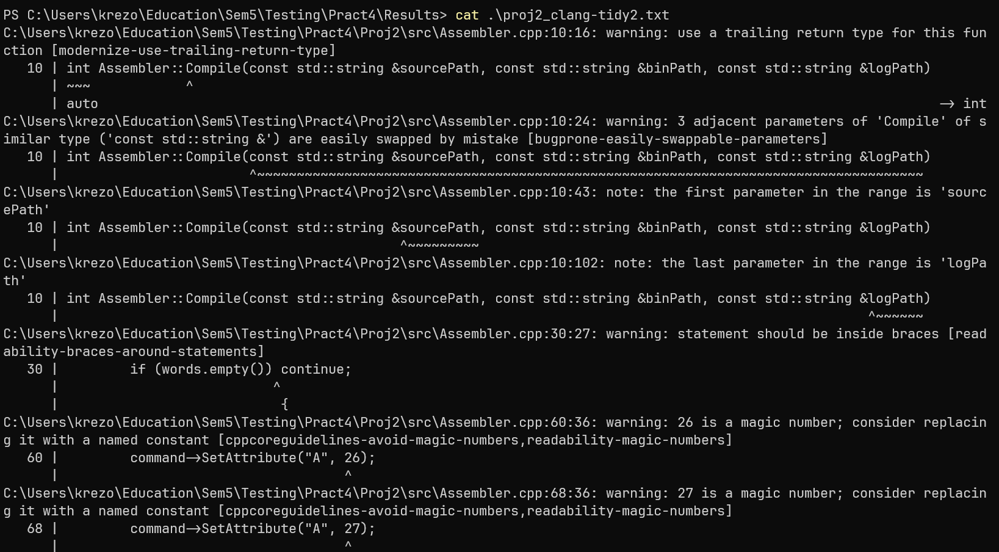 PS C:\Users\krezo\Education\Sem5\Testing\Pract4\Results> cat .\proj2_clang-tidy2.txt
C:\Users\krezo\Education\Sem5\Testing\Pract4\Proj2\src\Assembler.cpp:10:16: warning: use a trailing return type for this fun
ction [modernize-use-trailing-return-type]
   10 | int Assembler::Compile(const std::string &sourcePath, const std::string &binPath, const std::string &logPath)
      | ~~~            ^
      | auto                                                                                                          -> int
C:\Users\krezo\Education\Sem5\Testing\Pract4\Proj2\src\Assembler.cpp:10:24: warning: 3 adjacent parameters of 'Compile' of s
imilar type ('const std::string &') are easily swapped by mistake [bugprone-easily-swappable-parameters]
   10 | int Assembler::Compile(const std::string &sourcePath, const std::string &binPath, const std::string &logPath)
      |                        ^~~~~~~~~~~~~~~~~~~~~~~~~~~~~~~~~~~~~~~~~~~~~~~~~~~~~~~~~~~~~~~~~~~~~~~~~~~~~~~~~~~~~
C:\Users\krezo\Education\Sem5\Testing\Pract4\Proj2\src\Assembler.cpp:10:43: note: the first parameter in the range is 'sourc
ePath'
   10 | int Assembler::Compile(const std::string &sourcePath, const std::string &binPath, const std::string &logPath)
      |                                           ^~~~~~~~~~
C:\Users\krezo\Education\Sem5\Testing\Pract4\Proj2\src\Assembler.cpp:10:102: note: the last parameter in the range is 'logPa
th'
   10 | int Assembler::Compile(const std::string &sourcePath, const std::string &binPath, const std::string &logPath)
      |                                                                                                      ^~~~~~~
C:\Users\krezo\Education\Sem5\Testing\Pract4\Proj2\src\Assembler.cpp:30:27: warning: statement should be inside braces [read
ability-braces-around-statements]
   30 |         if (words.empty()) continue;
      |                           ^
      |                            {
C:\Users\krezo\Education\Sem5\Testing\Pract4\Proj2\src\Assembler.cpp:60:36: warning: 26 is a magic number; consider replacin
g it with a named constant [cppcoreguidelines-avoid-magic-numbers,readability-magic-numbers]
   60 |         command->SetAttribute("A", 26);
      |                                    ^
C:\Users\krezo\Education\Sem5\Testing\Pract4\Proj2\src\Assembler.cpp:68:36: warning: 27 is a magic number; consider replacin
g it with a named constant [cppcoreguidelines-avoid-magic-numbers,readability-magic-numbers]
   68 |         command->SetAttribute("A", 27);
      |                                    ^